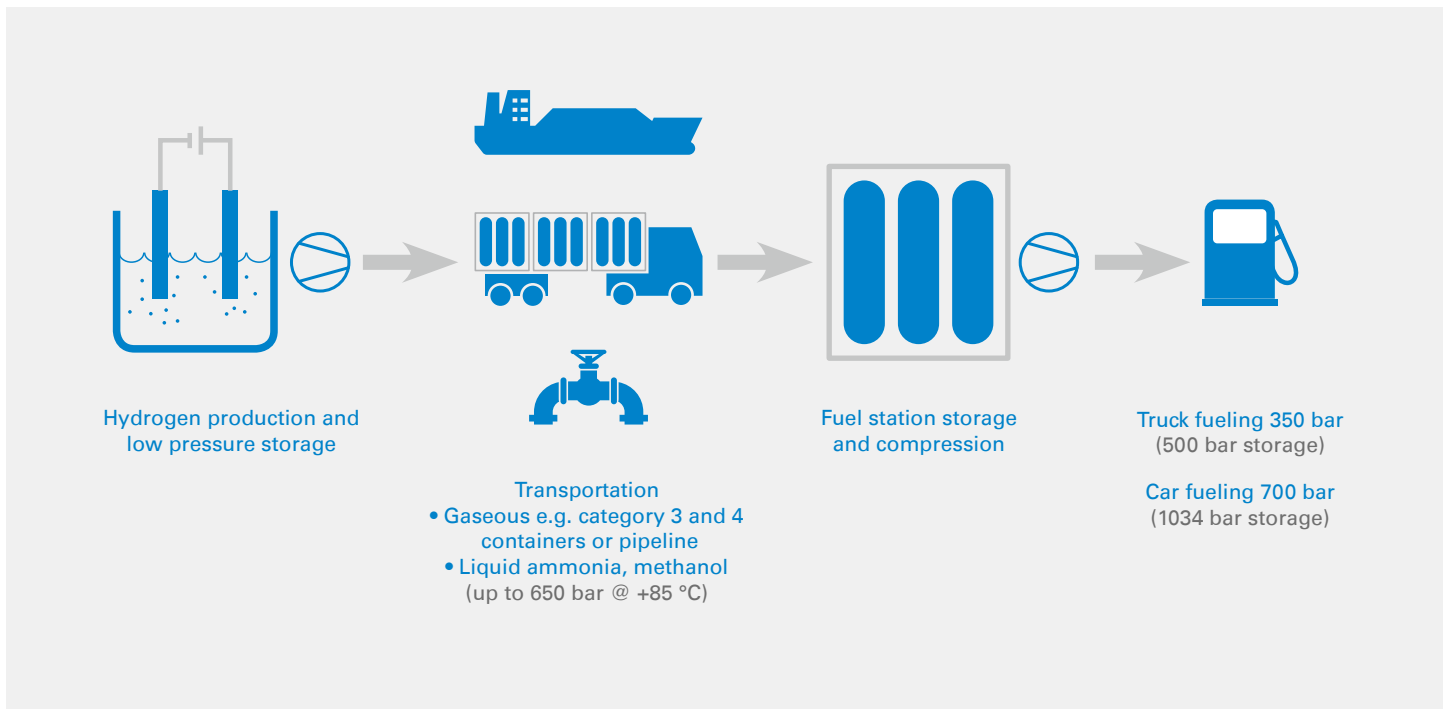 Hydrogen production and
low pressure storage
Transportation
• Gaseous e.g. category 3 and 4
containers or pipeline
• Liquid ammonia, methanol
(up to 650 bar @ +85 °C)
Fuel station storage
and compression
Truck fueling 350 bar
(500 bar storage)
Car fueling 700 bar
(1034 bar storage)